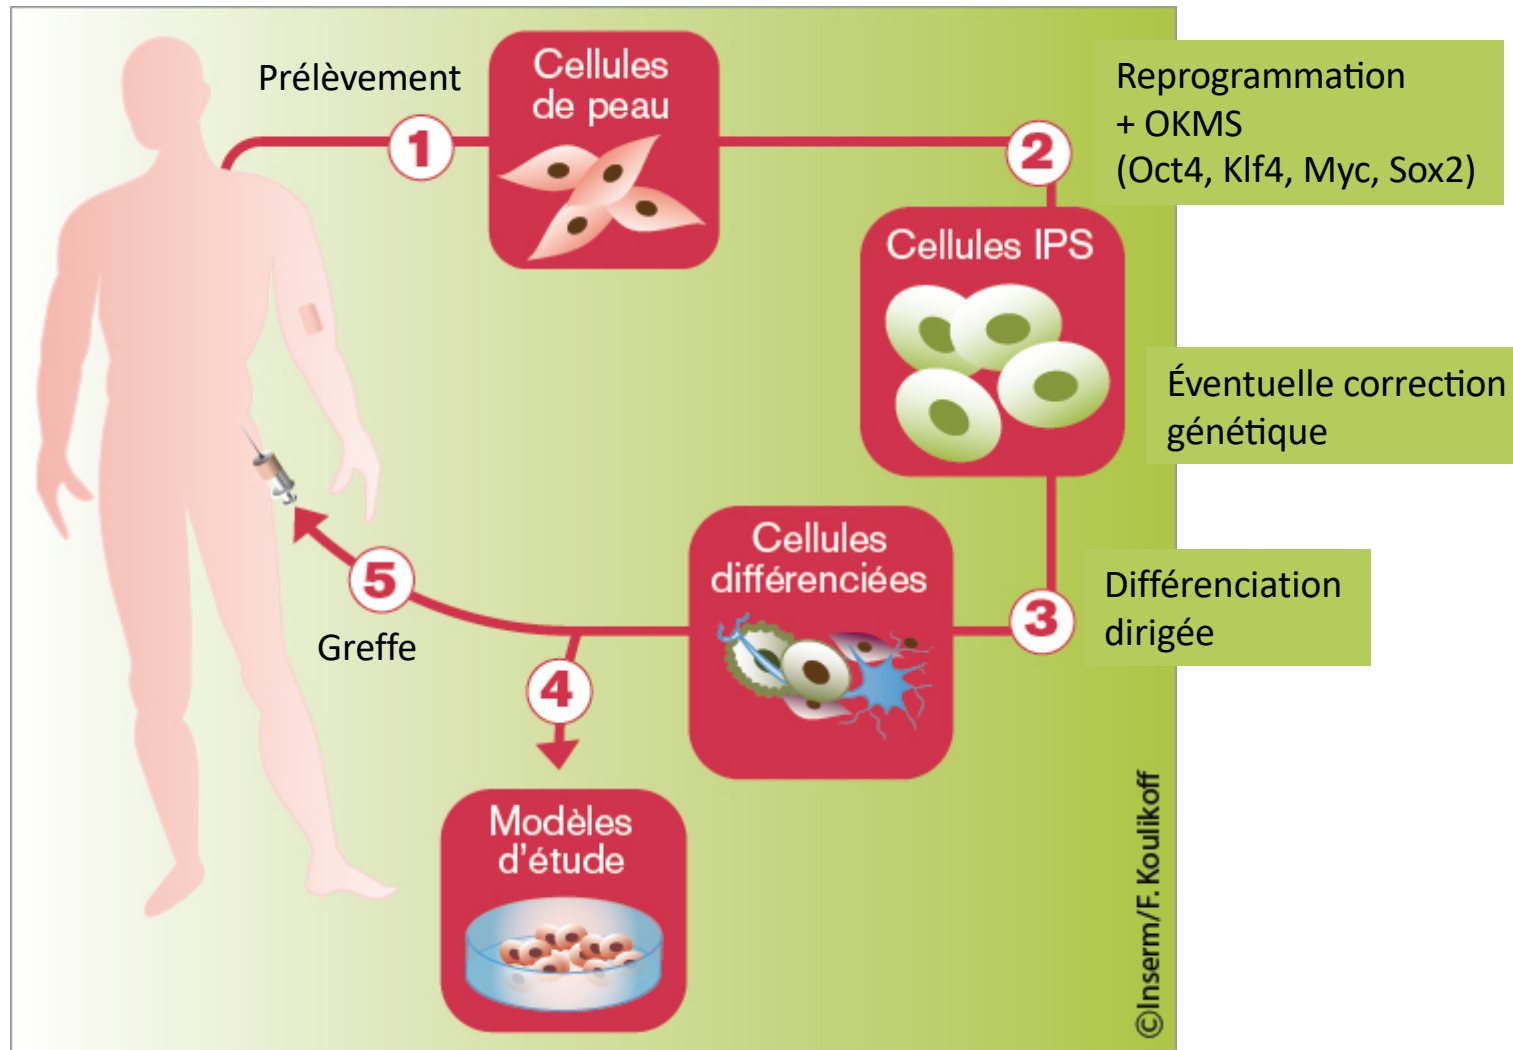 Prélèvement
1
Cellules
de peau
2
Reprogrammation
+ OKMS
(Oct4, Klf4, Myc, Sox2)
Cellules IPS
Éventuelle correction
génétique
3
Différenciation
dirigée
Cellules
différenciées
5
Greffe
4
Modèles
d'étude
©Inserm/F. Koulikoff